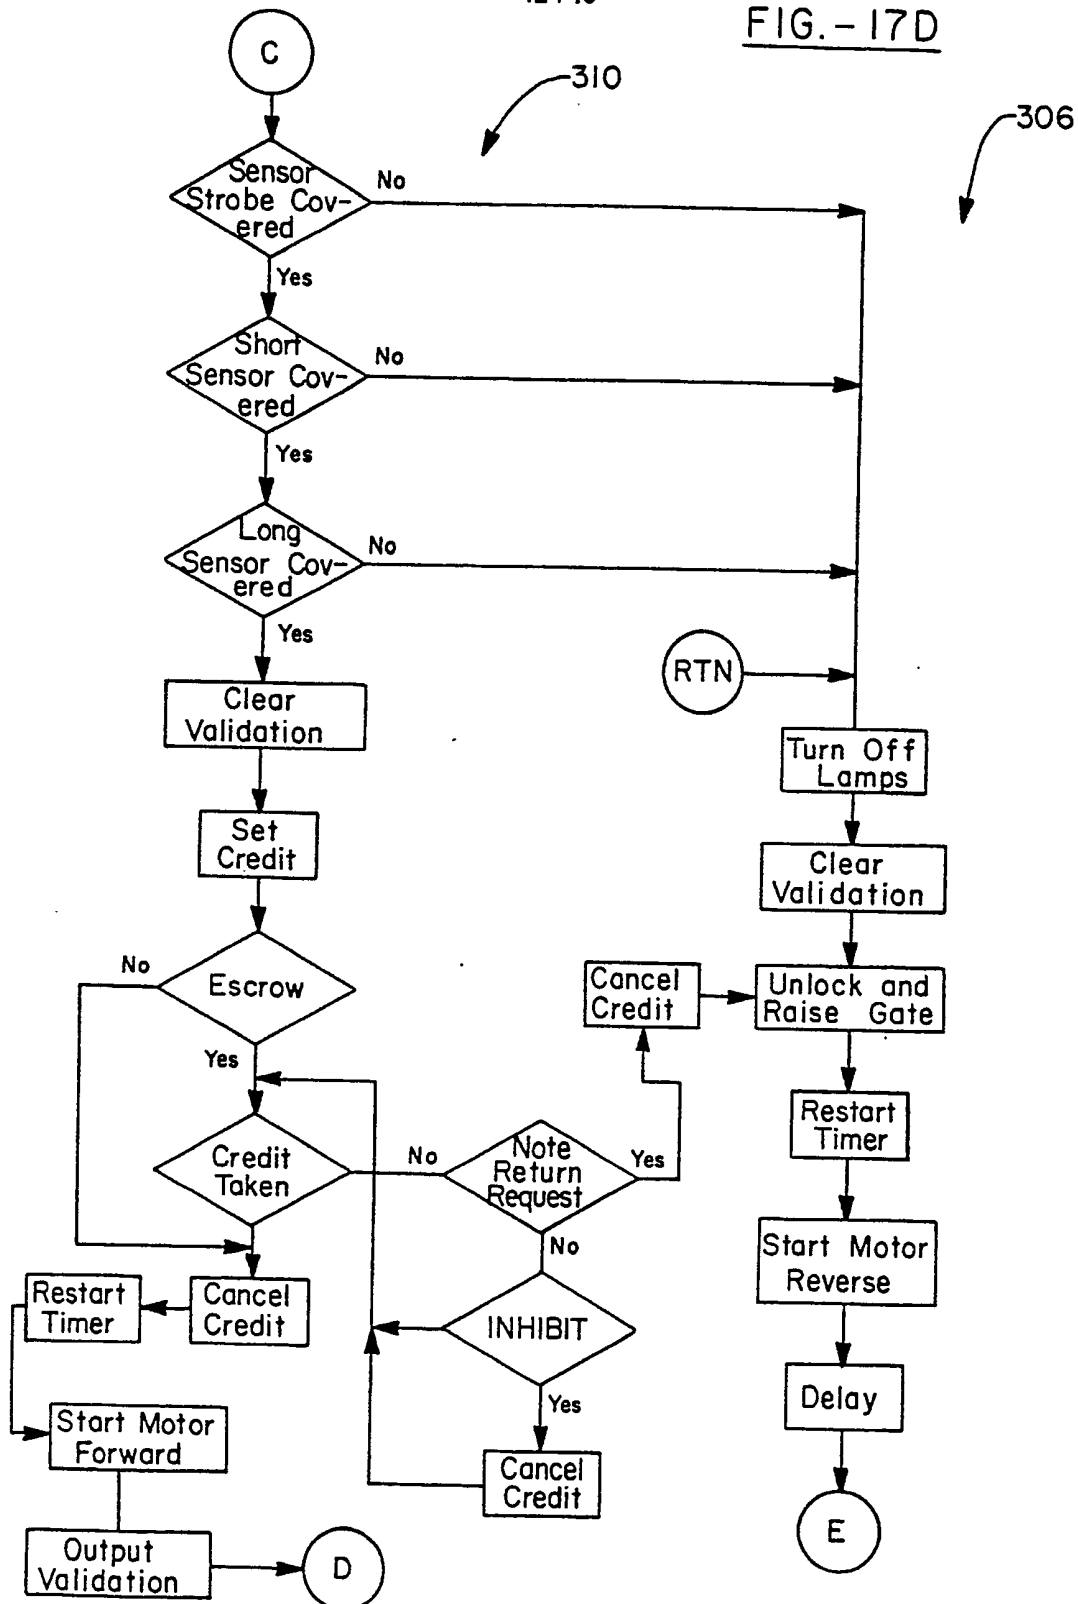 FIG.-17D
C
310
306
Sensor
Strobe Cov-
ered
No
Yes
Short
Sensor Cov-
ered
No
Yes
Long
Sensor Cov-
ered
No
Yes
RTN
Clear
Validation
Turn Off
Lamps
Set
Credit
Clear
Validation
No
Escrow
Yes
Cancel
Credit
Unlock and
Raise Gate
Credit
Taken
No
Note
Return
Request
Yes
No
Restart
Timer
Start Motor
Reverse
Restart
Timer
Cancel
Credit
INHIBIT
Yes
Delay
Start Motor
Forward
Cancel
Credit
E
Output
Validation
D